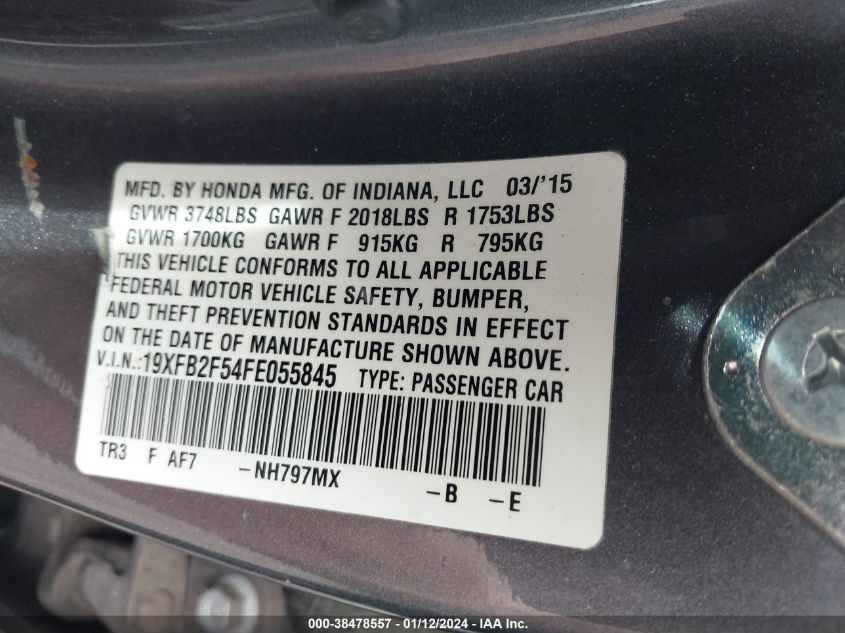 MFD. BY HONDA MFG. OF INDIANA, LLC 03/'15
GVWR 3748LBS GAWR F 2018LBS R 1753LBS
GVWR 1700KG GAWR F 915KG R 795KG
THIS VEHICLE CONFORMS TO ALL APPLICABLE
FEDERAL MOTOR VEHICLE SAFETY, BUMPER,
AND THEFT PREVENTION STANDARDS IN EFFECT
ON THE DATE OF MANUFACTURE SHOWN ABOVE.
V.I.N.:19XFB2F54FE055845 TYPE: PASSENGER CAR
TR3 F AF7 -NH797MX -B -E
000-38478557 - 01/12/2024 - IAA Inc.